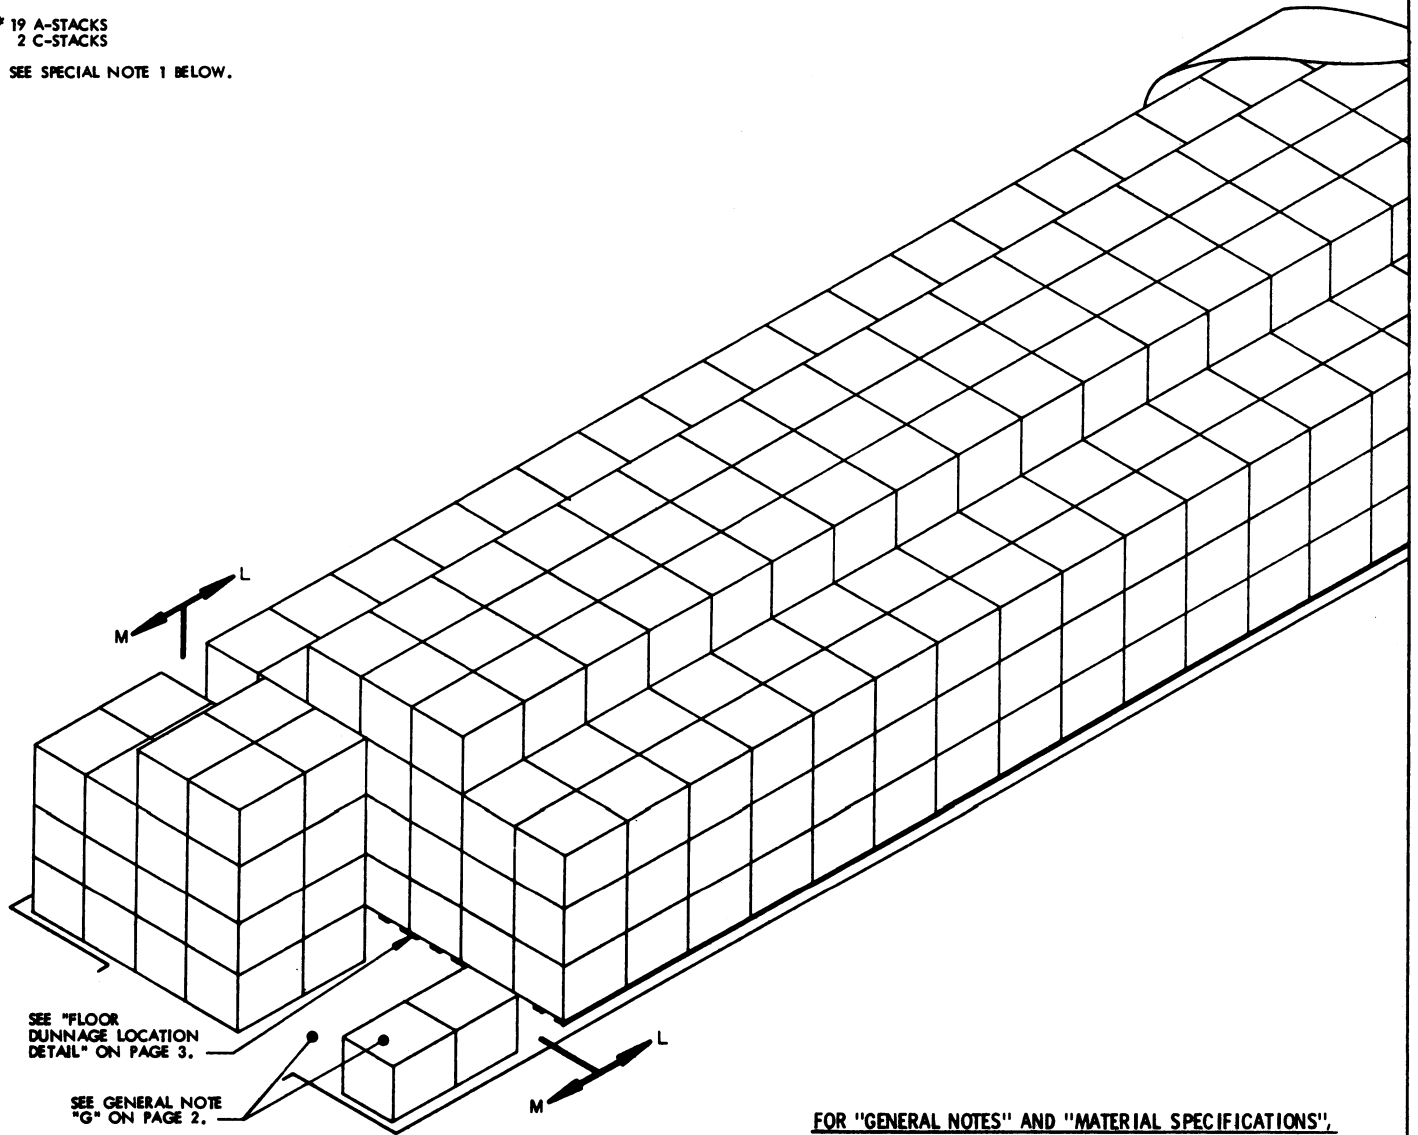 * 19 A-STACKS
2 C-STACKS
SEE SPECIAL NOTE 1 BELOW.
L
M
SEE "FLOOR
DUNNAGE LOCATION
DETAIL" ON PAGE 3.
SEE GENERAL NOTE
"G" ON PAGE 2.
L
M
FOR "GENERAL NOTES" AND "MATERIAL SPECIFICATIONS",